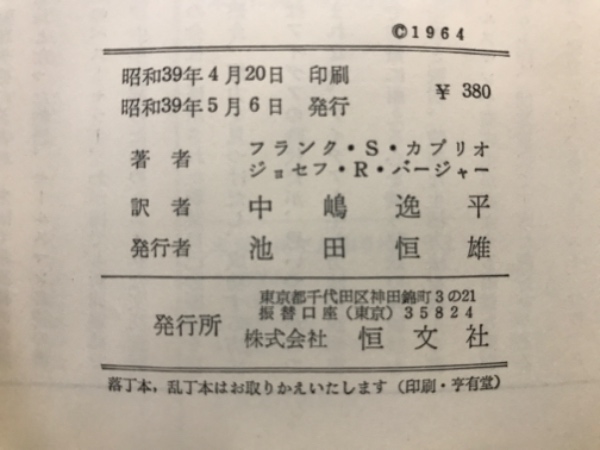 ©1964
昭和39年4月20日 印刷
昭和39年5月6日 発行
¥ 380
著者 フランク・S・カプリオ
ジョセフ・R・バージャー
訳者 中嶋逸平
発行者 池田恒雄
発行所 東京都千代田区神田錦町3の21
振替口座(東京)35824
株式会社 恒文社
落丁本,乱丁本はお取りかえいたします(印刷・亨有堂)